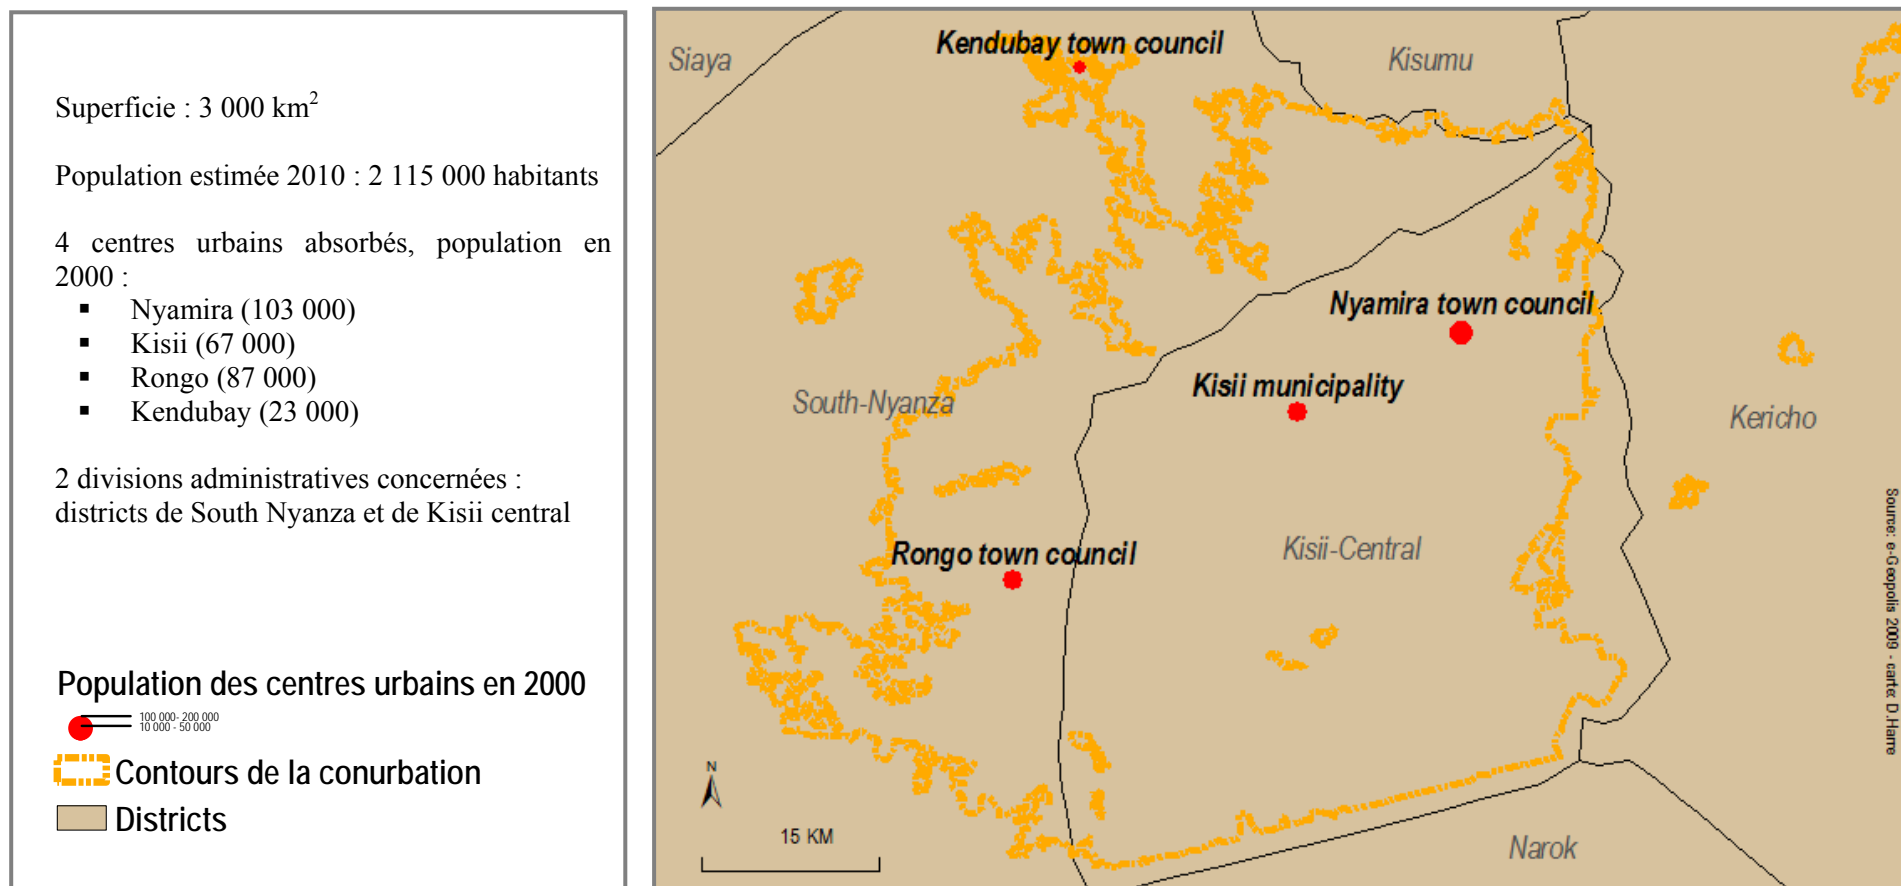 Superficie : 3 000 km²
Population estimée 2010 : 2 115 000 habitants
4 centres urbains absorbés, population en
2000 :
▪ Nyamira (103 000)
▪ Kisii (67 000)
▪ Rongo (87 000)
▪ Kendubay (23 000)
2 divisions administratives concernées :
districts de South Nyanza et de Kisii central
Population des centres urbains en 2000
100 000- 200 000
10 000 - 50 000
Contours de la conurbation
Districts
Siaya
Kendubay town council
Kisumu
Nyamira town council
Kisii municipality
South-Nyanza
Kericho
Rongo town council
Kisii-Central
N
15 KM
Narok
Source: e-Geopolis 2009 - carte: D.Harre